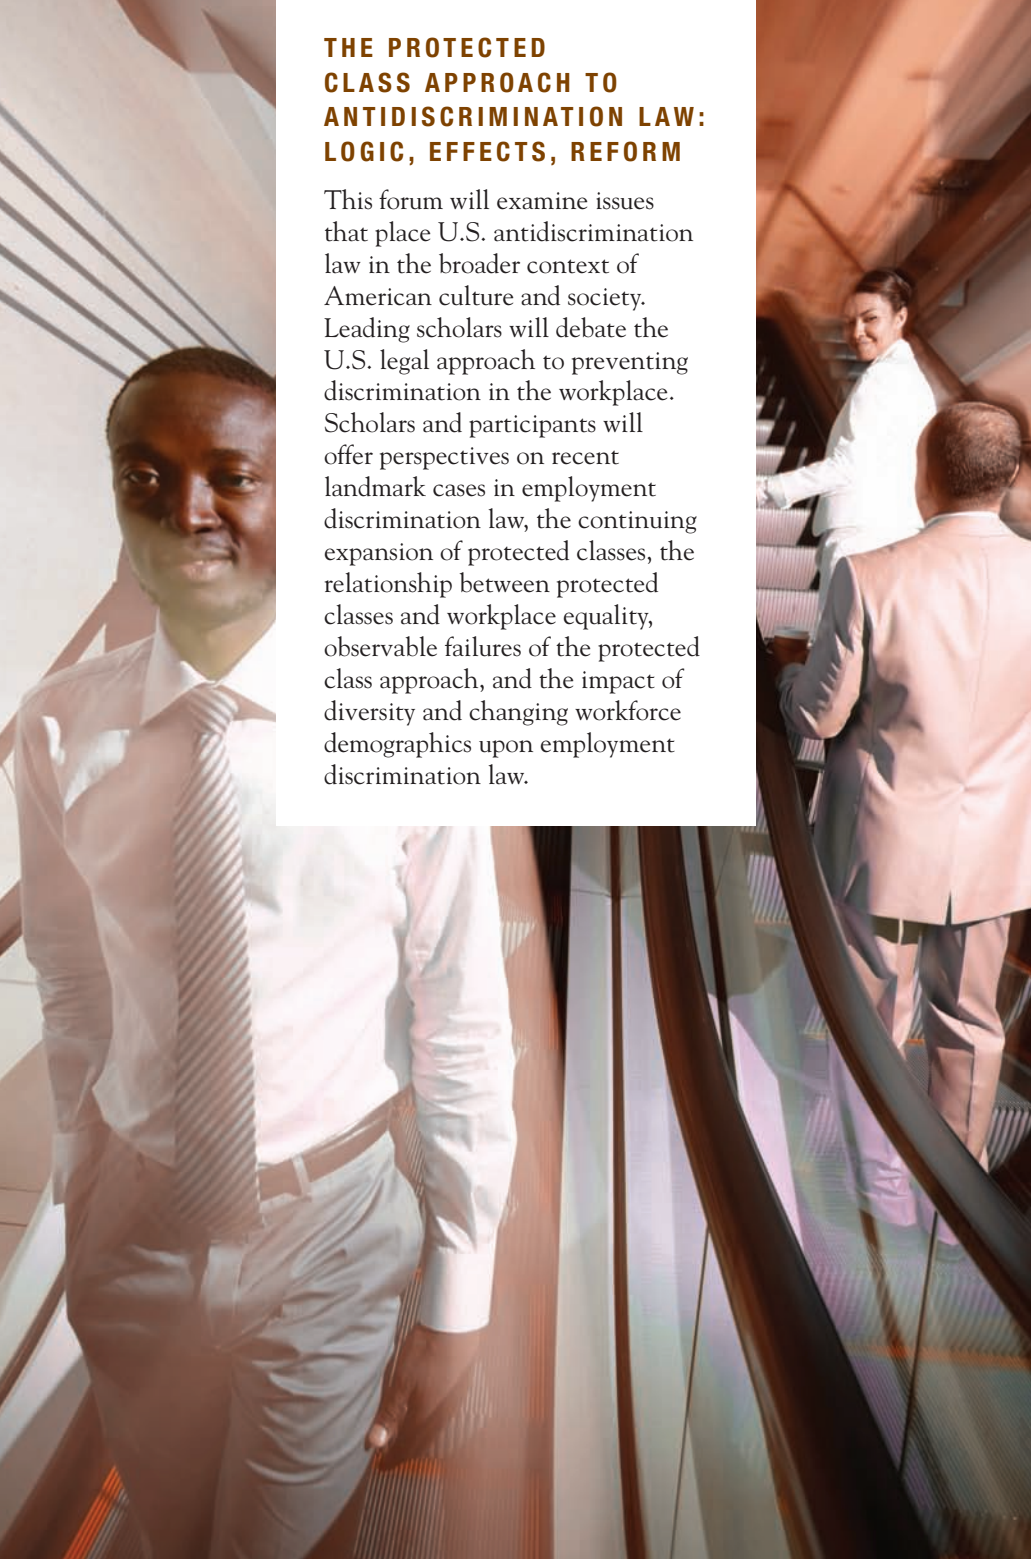 THE PROTECTED
CLASS APPROACH TO
ANTIDISCRIMINATION LAW:
LOGIC, EFFECTS, REFORM
This forum will examine issues
that place U.S. antidiscrimination
law in the broader context of
American culture and society.
Leading scholars will debate the
U.S. legal approach to preventing
discrimination in the workplace.
Scholars and participants will
offer perspectives on recent
landmark cases in employment
discrimination law, the continuing
expansion of protected classes, the
relationship between protected
classes and workplace equality,
observable failures of the protected
class approach, and the impact of
diversity and changing workforce
demographics upon employment
discrimination law.